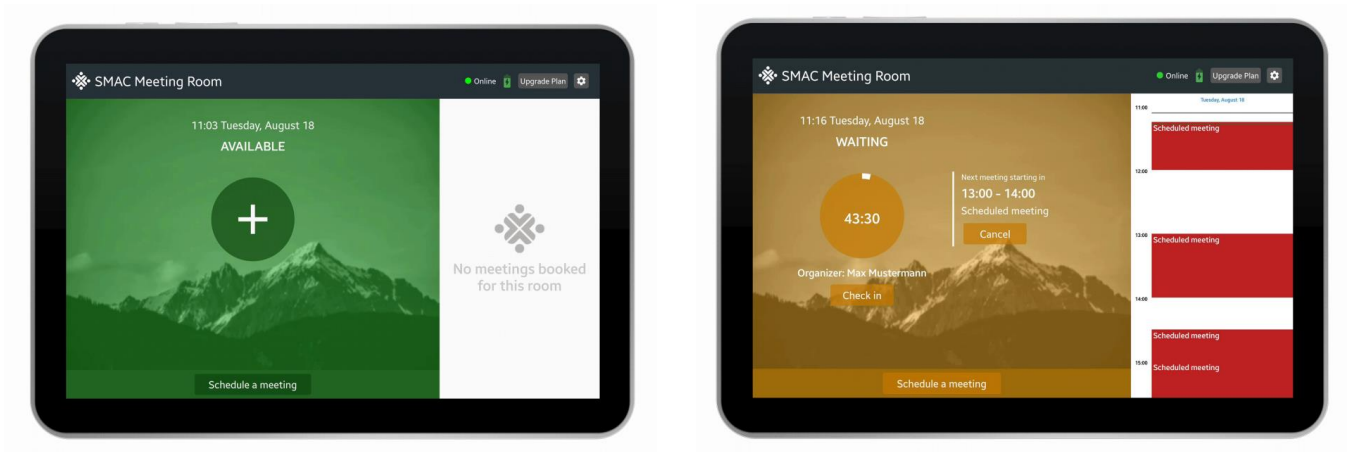 SMAC Meeting Room
Online
Upgrade Plan
11:03 Tuesday, August 18
AVAILABLE
+
No meetings booked
for this room
Schedule a meeting
SMAC Meeting Room
Online
Upgrade Plan
11:16 Tuesday, August 18
WAITING
43:30
Next meeting starting in
13:00 - 14:00
Scheduled meeting
Cancel
Organizer: Max Mustermann
Check in
Schedule a meeting
Tuesday, August 18
11:00
Scheduled meeting
12:00
13:00
Scheduled meeting
14:00
Scheduled meeting
15:00
Scheduled meeting